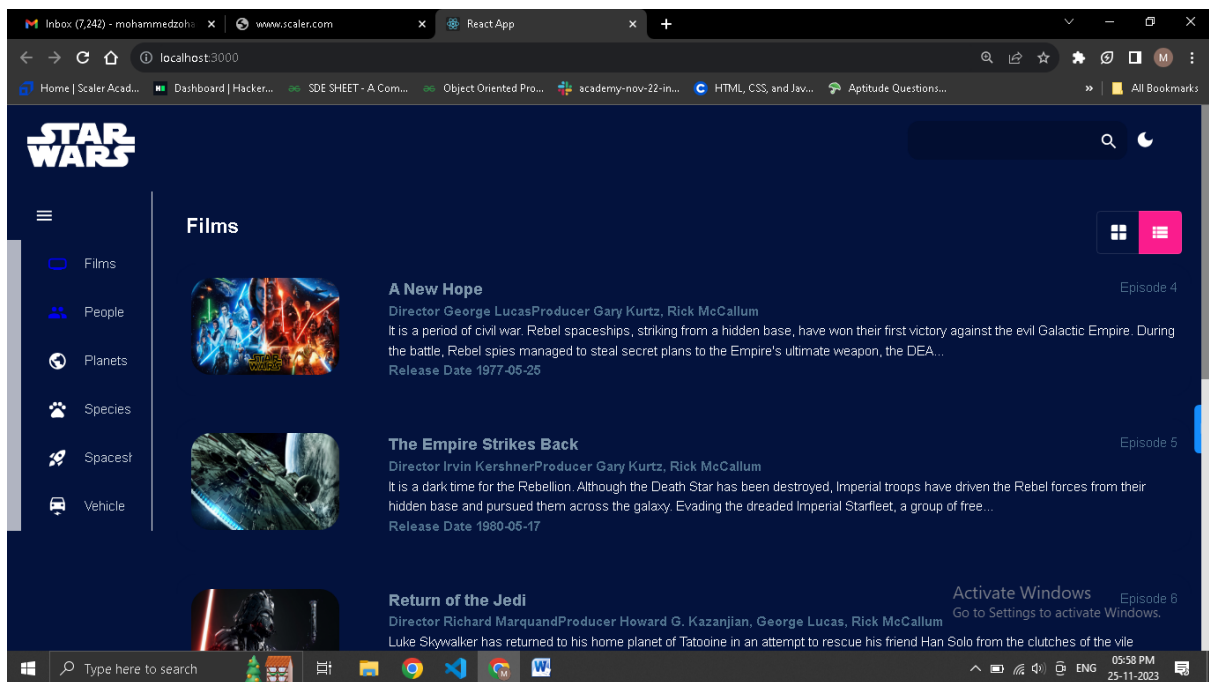 Inbox (7,242) - mohammedzoha
www.scaler.com
React App
localhost:3000
M
Home | Scaler Acad...
Dashboard | Hacker...
SDE SHEET - A Com...
Object Oriented Pro...
academy-nov-22-in...
HTML, CSS, and Jav...
Aptitude Questions...
»
All Bookmarks
STAR
WARS
Films
Films
People
Planets
Species
Spacesh
Vehicle
A New Hope
Episode 4
Director George LucasProducer Gary Kurtz, Rick McCallum
It is a period of civil war. Rebel spaceships, striking from a hidden base, have won their first victory against the evil Galactic Empire. During
the battle, Rebel spies managed to steal secret plans to the Empire's ultimate weapon, the DEA...
Release Date 1977-05-25
STAR
WARS
The Empire Strikes Back
Episode 5
Director Irvin KershnerProducer Gary Kurtz, Rick McCallum
It is a dark time for the Rebellion. Although the Death Star has been destroyed, Imperial troops have driven the Rebel forces from their
hidden base and pursued them across the galaxy. Evading the dreaded Imperial Starfleet, a group of free...
Release Date 1980-05-17
Return of the Jedi
Episode 6
Director Richard MarquandProducer Howard G. Kazanjian, George Lucas, Rick McCallum
Luke Skywalker has returned to his home planet of Tatooine in an attempt to rescue his friend Han Solo from the clutches of the vile
Activate Windows
Go to Settings to activate Windows.
Type here to search
ENG
05:58 PM
25-11-2023